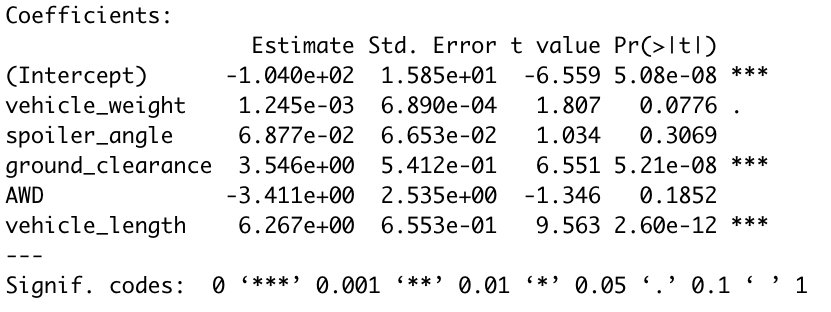 Coefficients:
Estimate Std. Error t value Pr(>|t|)
(Intercept) -1.040e+02 1.585e+01 -6.559 5.08e-08 ***
vehicle_weight 1.245e-03 6.890e-04 1.807 0.0776 .
spoiler_angle 6.877e-02 6.653e-02 1.034 0.3069
ground_clearance 3.546e+00 5.412e-01 6.551 5.21e-08 ***
AWD -3.411e+00 2.535e+00 -1.346 0.1852
vehicle_length 6.267e+00 6.553e-01 9.563 2.60e-12 ***
---
Signif. codes: 0 ‘***’ 0.001 ‘**’ 0.01 ‘*’ 0.05 ‘.’ 0.1 ‘ ’ 1